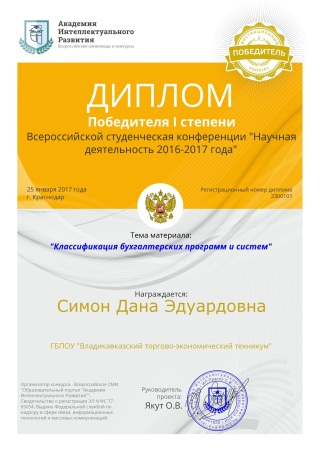 Академия
Интеллектуального
Развития
Всероссийские олимпиады и конкурсы
ПОБЕДИТЕЛЬ
ДИПЛОМ
Победителя I степени
Всероссийской студенческая конференции "Научная
деятельность 2016-2017 года"
25 января 2017 года
г. Краснодар
Регистрационный номер диплома
2300101
Тема материала:
"Классификация бухгалтерских программ и систем"
Награждается:
Симон Дана Эдуардовна
ГБПОУ "Владикавказский торгово-экономический техникум"
Организатор конкурса - Всероссийское СМИ
"Образовательный портал "Академия
Интеллектуального Развития"".
Свидетельство о регистрации ЭЛ N ФС 77-
65094. Выдано Федеральной службой по
надзору в сфере связи, информационных
технологий и массовых коммуникаций.
Руководитель
проекта:
Якут О.В.